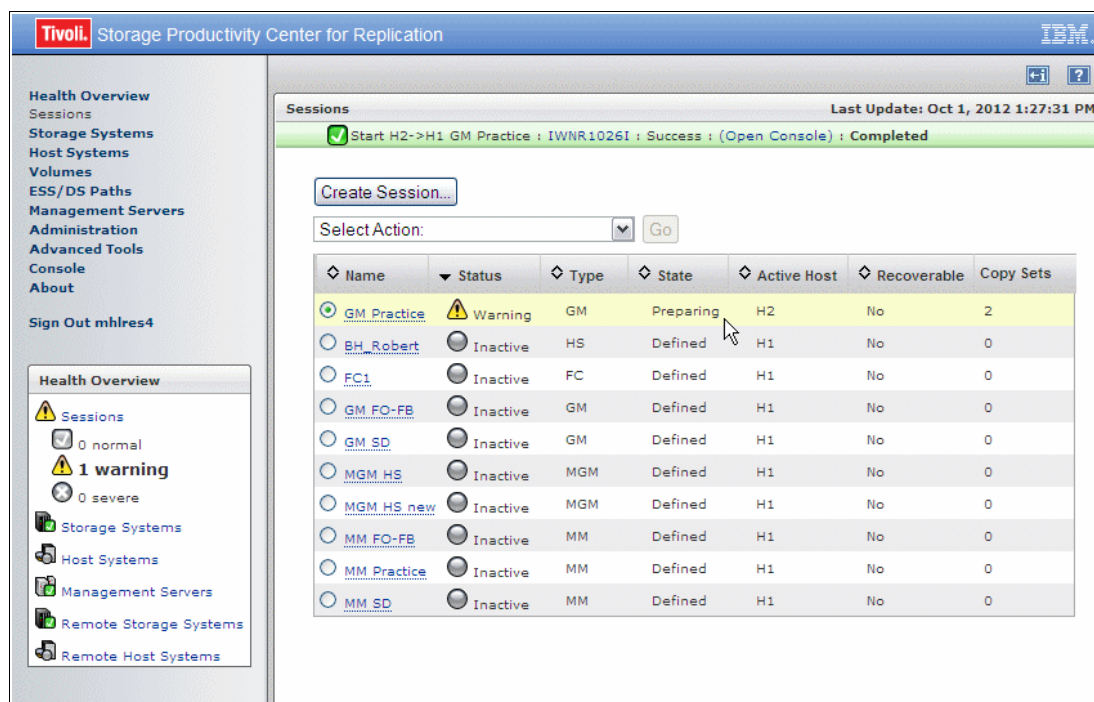 Tivoli. Storage Productivity Center for Replication
IBM.
Health Overview
Sessions
Storage Systems
Host Systems
Volumes
ESS/DS Paths
Management Servers
Administration
Advanced Tools
Console
About
Sign Out mhlres4
Health Overview
Sessions
0 normal
1 warning
0 severe
Storage Systems
Host Systems
Management Servers
Remote Storage Systems
Remote Host Systems
?
Sessions Last Update: Oct 1, 2012 1:27:31 PM
Start H2->H1 GM Practice : IWNR1026I : Success : (Open Console) : Completed
Create Session...
Select Action: Go
Name Status Type State Active Host Recoverable Copy Sets
GM Practice Warning GM Preparing H2 No 2
BH_Robert Inactive HS Defined H1 No 0
FC1 Inactive FC Defined H1 No 0
GM FO-FB Inactive GM Defined H1 No 0
GM SD Inactive GM Defined H1 No 0
MGM HS Inactive MGM Defined H1 No 0
MGM HS new Inactive MGM Defined H1 No 0
MM FO-FB Inactive MM Defined H1 No 0
MM Practice Inactive MM Defined H1 No 0
MM SD Inactive MM Defined H1 No 0